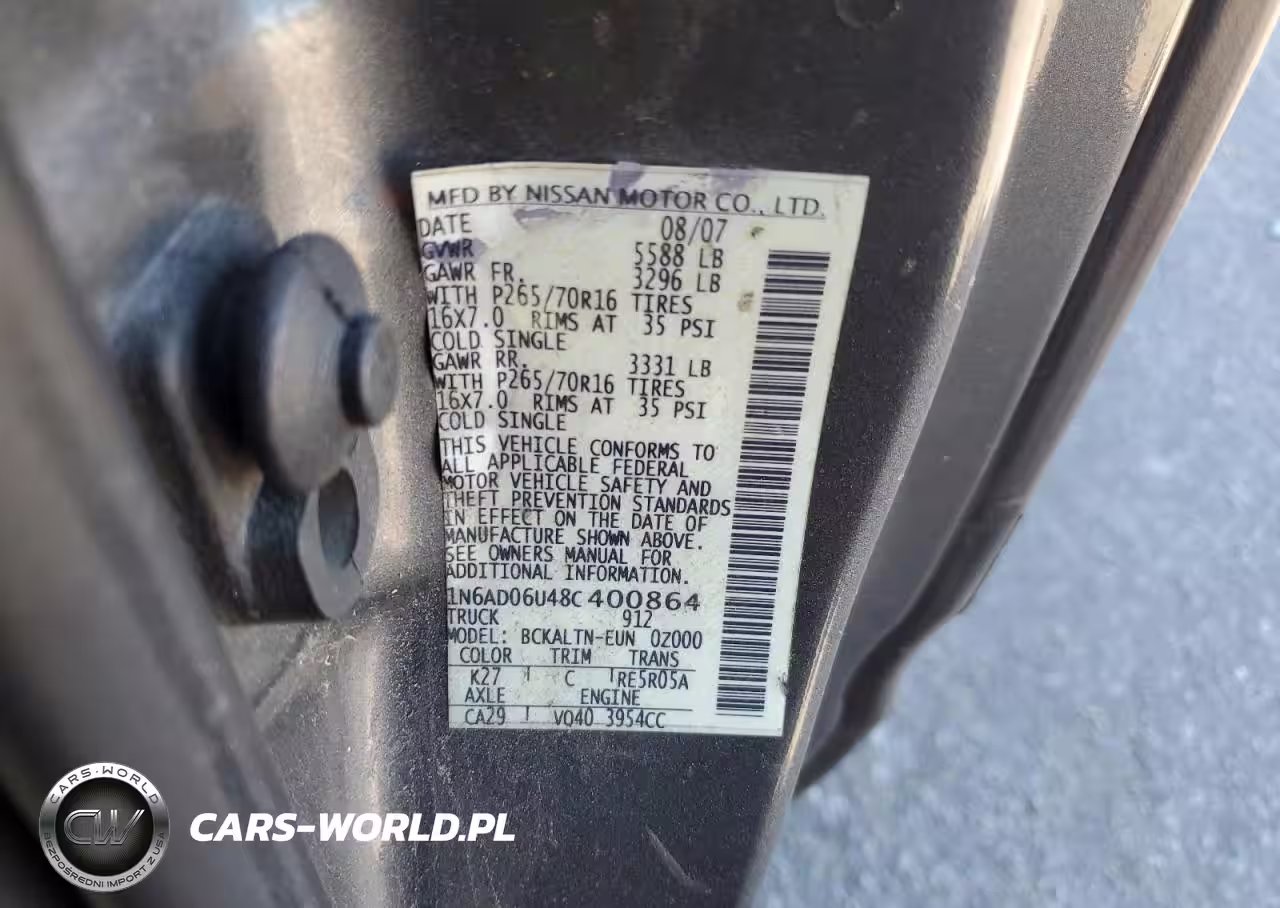 MFD BY NISSAN MOTOR CO., LTD.
DATE 08/07
GVWR 5588 LB
GAWR FR. 3296 LB
WITH P265/70R16 TIRES
16X7.0 RIMS AT 35 PSI
COLD SINGLE
GAWR RR. 3331 LB
WITH P265/70R16 TIRES
16X7.0 RIMS AT 35 PSI
COLD SINGLE
THIS VEHICLE CONFORMS TO
ALL APPLICABLE FEDERAL
MOTOR VEHICLE SAFETY AND
THEFT PREVENTION STANDARDS
IN EFFECT ON THE DATE OF
MANUFACTURE SHOWN ABOVE.
SEE OWNERS MANUAL FOR
ADDITIONAL INFORMATION.
1N6AD06U48C400864
TRUCK 912
MODEL: BCKALTN-EUN 0Z000
COLOR TRIM TRANS
K27 C RE5R05A
AXLE ENGINE
CA29 VQ40 3954CC
CARS-WORLD
CW
BEZPOŚREDNI IMPORT Z USA
CARS-WORLD.PL